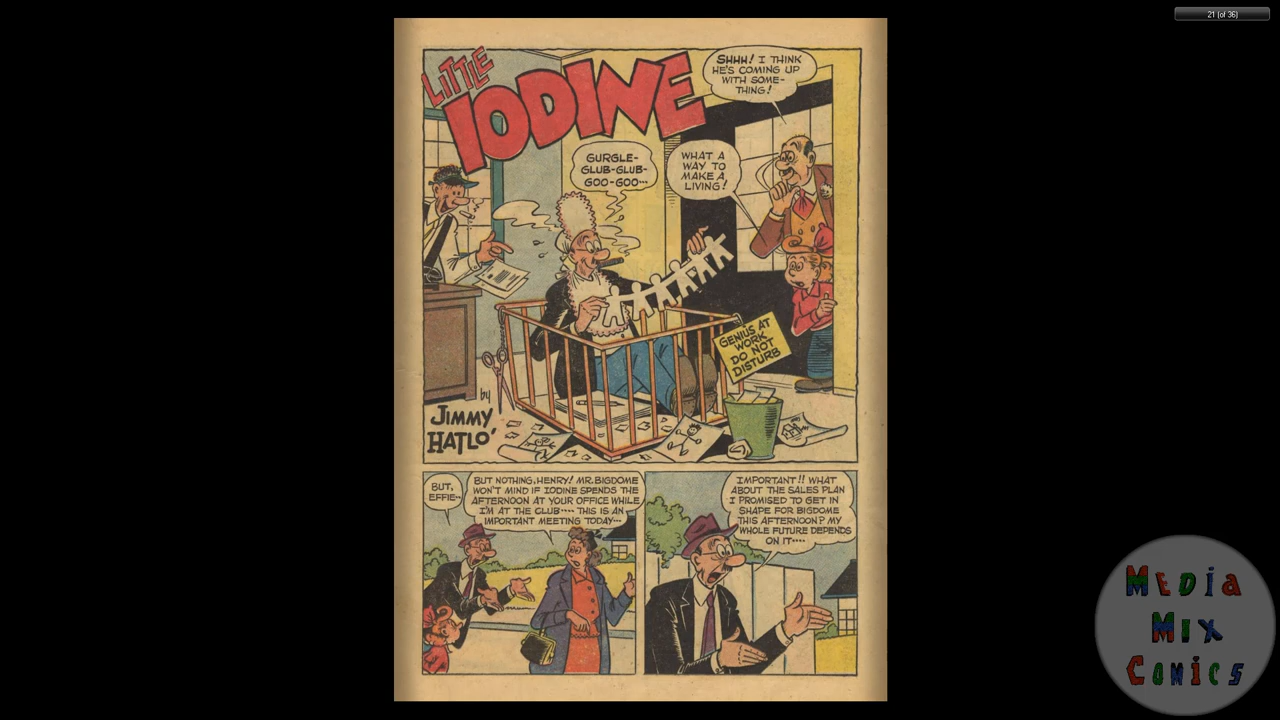 21 (of 36)
LITTLE
IODINE
SHHH! I THINK
HE'S COMING UP
WITH SOME-
THING!
GURGLE-
GLUB-GLUB-
GOO-GOO...
WHAT A
WAY TO
MAKE A
LIVING!
GENIUS AT
WORK
DO NOT
DISTURB
by
JIMMY
HATLO'
BUT,
EFFIE--
BUT NOTHING, HENRY! MR. BIGDOME
WON'T MIND IF IODINE SPENDS THE
AFTERNOON AT YOUR OFFICE WHILE
I'M AT THE CLUB.... THIS IS AN
IMPORTANT MEETING TODAY...
IMPORTANT!! WHAT
ABOUT THE SALES PLAN
I PROMISED TO GET IN
SHAPE FOR BIGDOME
THIS AFTERNOON? MY
WHOLE FUTURE DEPENDS
ON IT....
MEDIA
MIX
COMICS